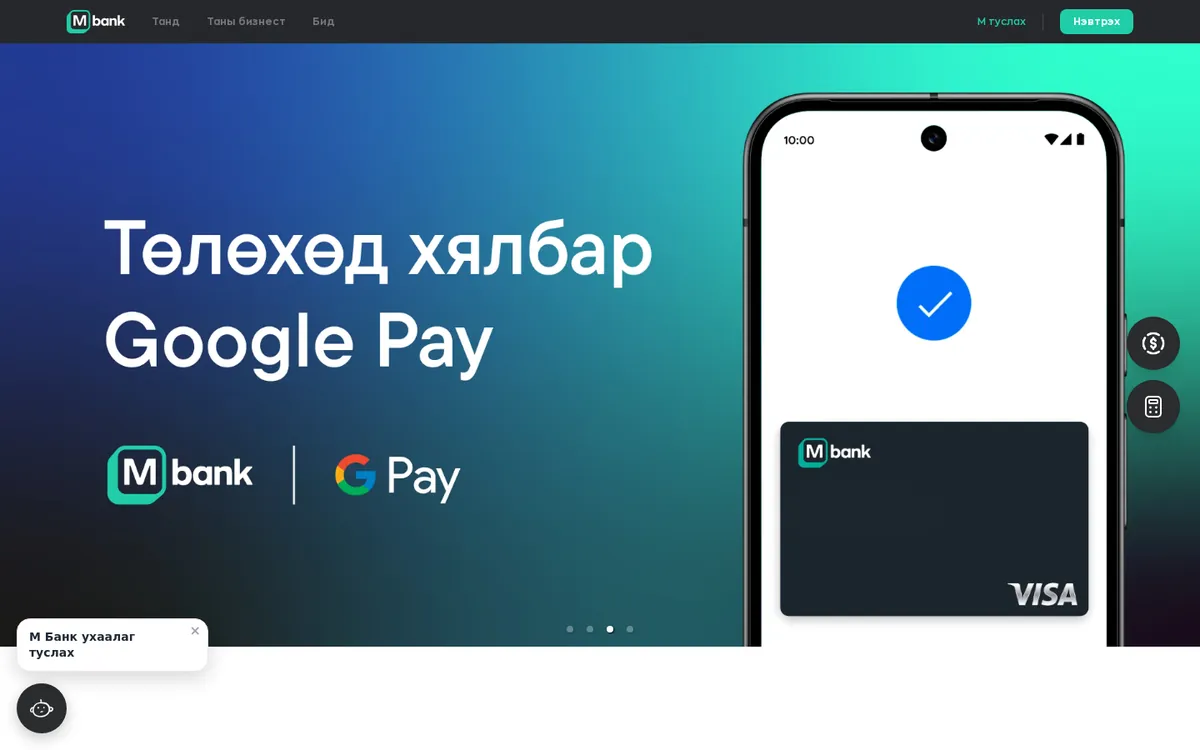 M bank
Танд
Таны бизнест
Бид
М туслах
Нэвтрэх
10:00
Төлөхөд хялбар
Google Pay
M bank
G Pay
M bank
VISA
М Банк ухаалаг
туслах